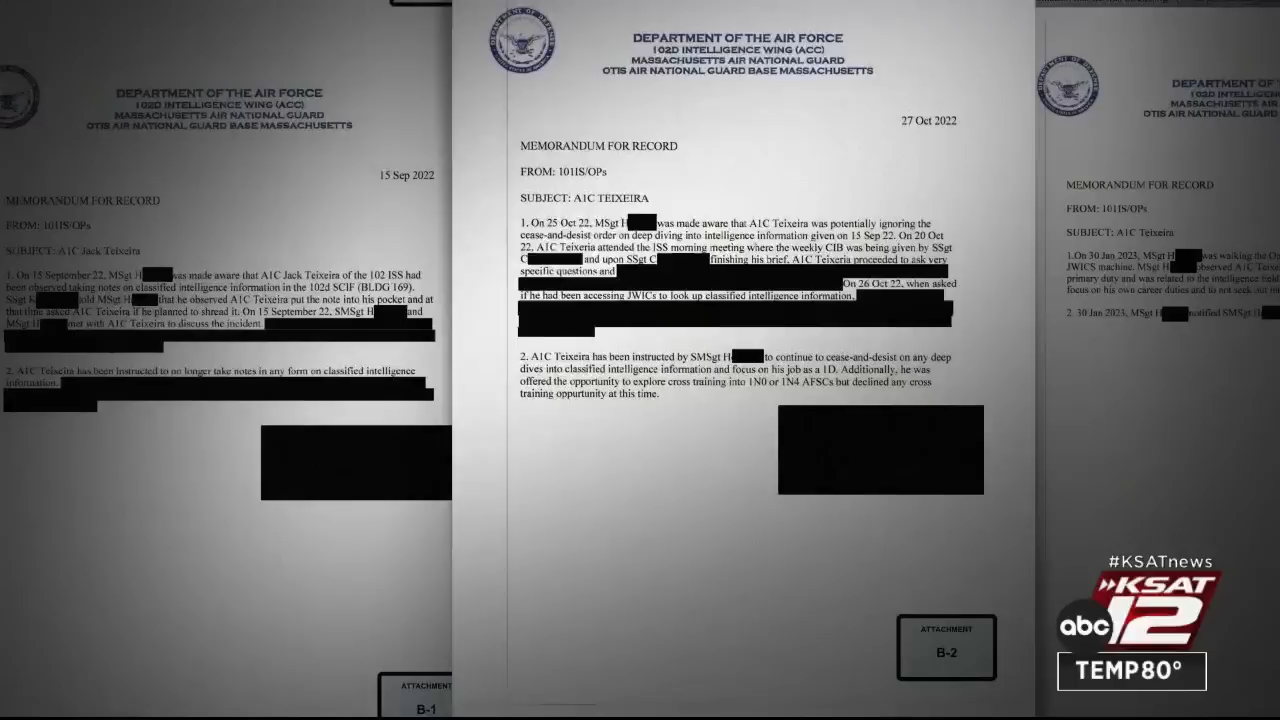 DEPARTMENT OF THE AIR FORCE
102D INTELLIGENCE WING (ACC)
MASSACHUSETTS AIR NATIONAL GUARD
OTIS AIR NATIONAL GUARD BASE MASSACHUSETTS
15 Sep 2022
MEMORANDUM FOR RECORD
FROM: 101IS/OPs
SUBJECT: A1C Jack Teixeira
1. On 15 September 22, MSgt H was made aware that A1C Jack Teixeira of the 102 ISS had
been observed taking notes on classified intelligence information in the 102d SCIF (BLDG 169).
Ssgt told MSgt H that he observed A1C Teixeira put the note into his pocket and at
that time asked A1C Teixeira if he planned to shred it. On 15 September 22, SMSgt H and
MSgt H met with A1C Teixeira to discuss the incident.
2. A1C Teixeira has been instructed to no longer take notes in any form on classified intelligence
information.
ATTACHMENT
B-1
DEPARTMENT OF THE AIR FORCE
102D INTELLIGENCE WING (ACC)
MASSACHUSETTS AIR NATIONAL GUARD
OTIS AIR NATIONAL GUARD BASE MASSACHUSETTS
27 Oct 2022
MEMORANDUM FOR RECORD
FROM: 101IS/OPs
SUBJECT: A1C TEIXEIRA
1. On 25 Oct 22, MSgt H was made aware that A1C Teixeira was potentially ignoring the
cease-and-desist order on deep diving into intelligence information given on 15 Sep 22. On 20 Oct
22, A1C Teixeria attended the ISS morning meeting where the weekly CIB was being given by SSgt
C and upon SSgt C finishing his brief, A1C Teixeria proceeded to ask very
specific questions and
On 26 Oct 22, when asked
if he had been accessing JWICs to look up classified intelligence information,
2. A1C Teixeira has been instructed by SMSgt H to continue to cease-and-desist on any deep
dives into classified intelligence information and focus on his job as a 1D. Additionally, he was
offered the opportunity to explore cross training into 1N0 or 1N4 AFSCs but declined any cross
training opportunity at this time.
ATTACHMENT
B-2
DEPARTMENT OF
102D INTELLIGEN
MASSACHUSETTS AIR
OTIS AIR NATIONAL GUARD
MEMORANDUM FOR RECORD
FROM: 101IS/OPs
SUBJECT: A1C Teixeira
1.On 30 Jan 2023, MSgt H was walking the Op
JWICS machine. MSgt H observed A1C Teixei
primary duty and was related to the intelligence field
focus on his own career duties and to not seek out
2. 30 Jan 2023, MSgt H notified SMSgt H
#KSATnews
KSAT
abc 12
TEMP 80°